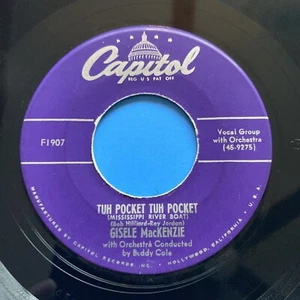 Capitol
REG. U.S. PAT. OFF.
F1907
Vocal Group
with Orchestra
(45-9275)
TUH POCKET TUH POCKET
(MISSISSIPPI RIVER BOAT)
(Bob Hilliard-Roy Jordan)
GISELE MacKENZIE
with Orchestra Conducted
by Buddy Cole
MANUFACTURED BY CAPITOL RECORDS, INC. • HOLLYWOOD, CALIFORNIA, U.S.A.